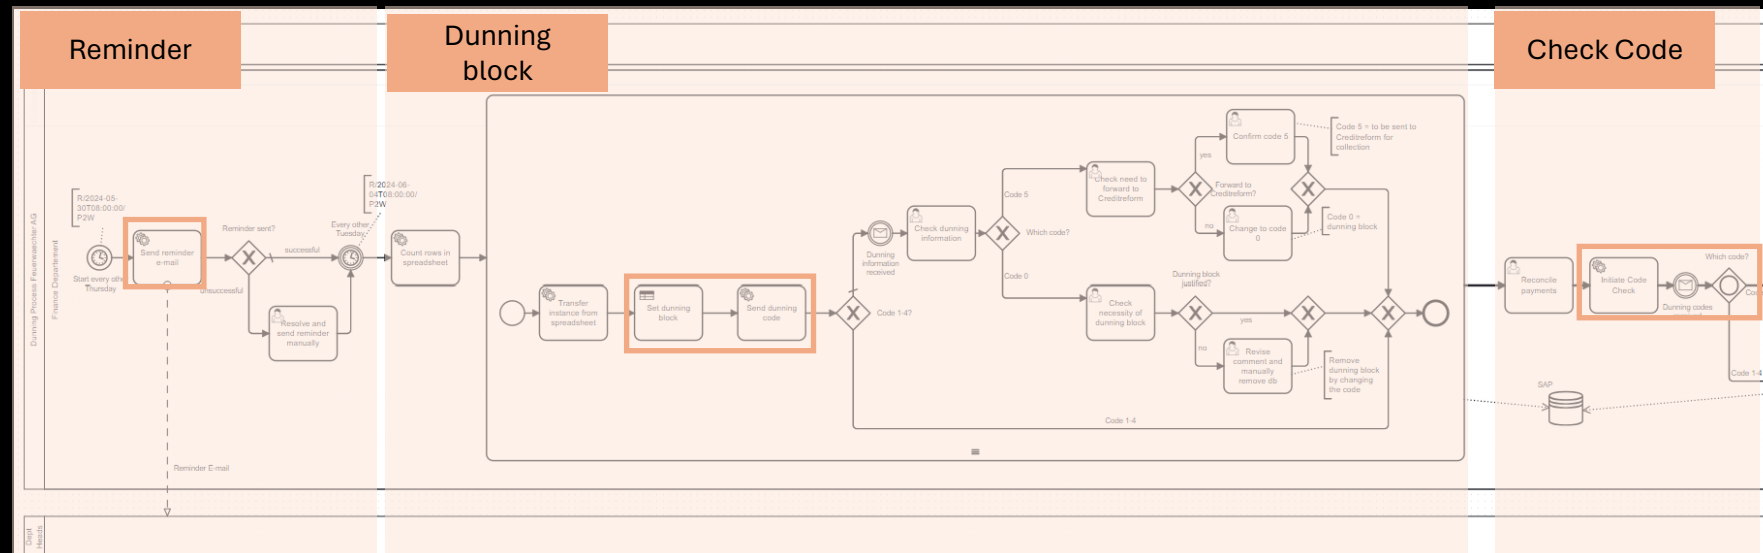 Reminder
Dunning
block
Check Code
Dunning Process Feuerwaechter AG
Finance Departement
R/2024-05-
30T08:00:00/
P2W
Start every othe
Thursday
Send reminder
e-mail
Reminder sent?
successful
unsuccessful
Resolve and
send reminder
manually
Every other
Tuesday
R/2024-06-
04T08:00:00/
P2W
Reminder E-mail
Count rows in
spreadsheet
Transfer
instance from
spreadsheet
Set dunning
block
Send dunning
code
Code 1-4?
Dunning
information
received
Check dunning
information
Which code?
Code 5
Code 0
Check need to
forward to
Creditreform
Forward to
Creditreform?
yes
no
Confirm code 5
Code 5 = to be sent to
Creditreform for
collection
Change to code
0
Code 0 =
dunning block
Check
necessity of
dunning block
Dunning block
justified?
yes
no
Revise
comment and
manually
remove db
Remove
dunning block
by changing
the code
Code 1-4
Reconcile
payments
Initiate Code
Check
Dunning codes
Which code?
Code 1-4
SAP
Dept
Heads